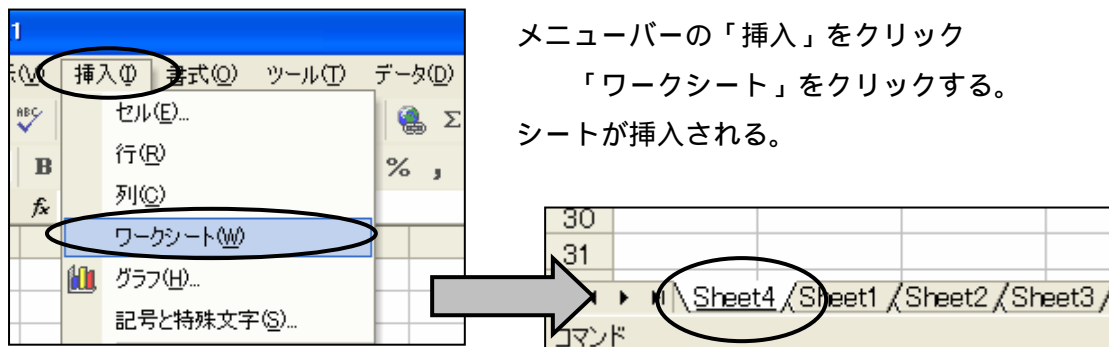 1
示(V) 挿入(I) 書式(O) ツール(T) データ(D)
ABC
Σ
セル(E)...
B
行(R)
% ,
fx
列(C)
ワークシート(W)
グラフ(H)...
記号と特殊文字(S)...
メニューバーの「挿入」をクリック
「ワークシート」をクリックする。
シートが挿入される。
30
31
Sheet4 Sheet1 Sheet2 Sheet3
コマンド